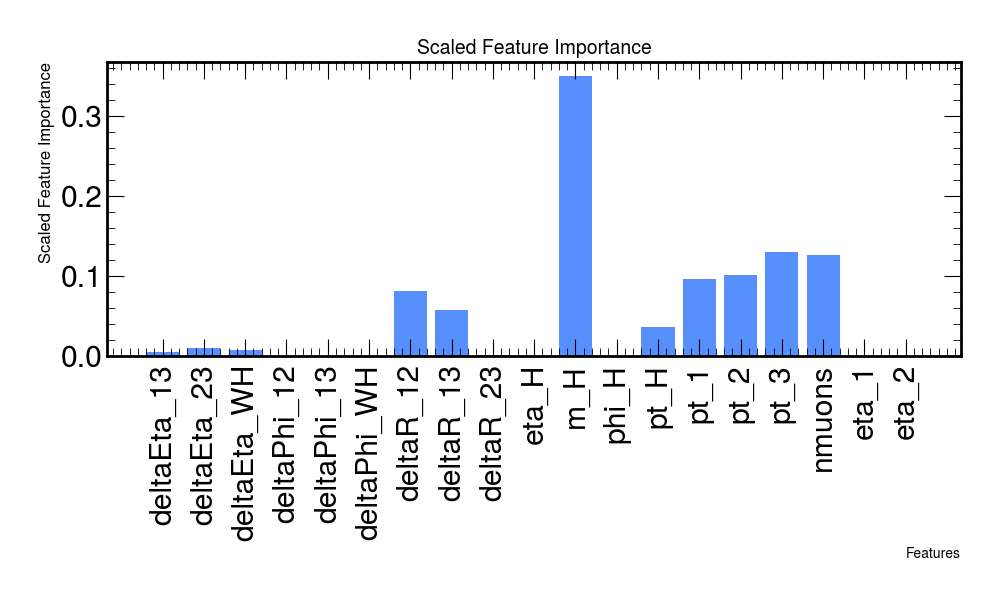 Scaled Feature Importance
Scaled Feature Importance
0.3
0.2
0.1
0.0
deltaEta_13
deltaEta_23
deltaEta_WH
deltaPhi_12
deltaPhi_13
deltaPhi_WH
deltaR_12
deltaR_13
deltaR_23
eta_H
m_H
phi_H
pt_H
pt_1
pt_2
pt_3
nmuons
eta_1
eta_2
Features